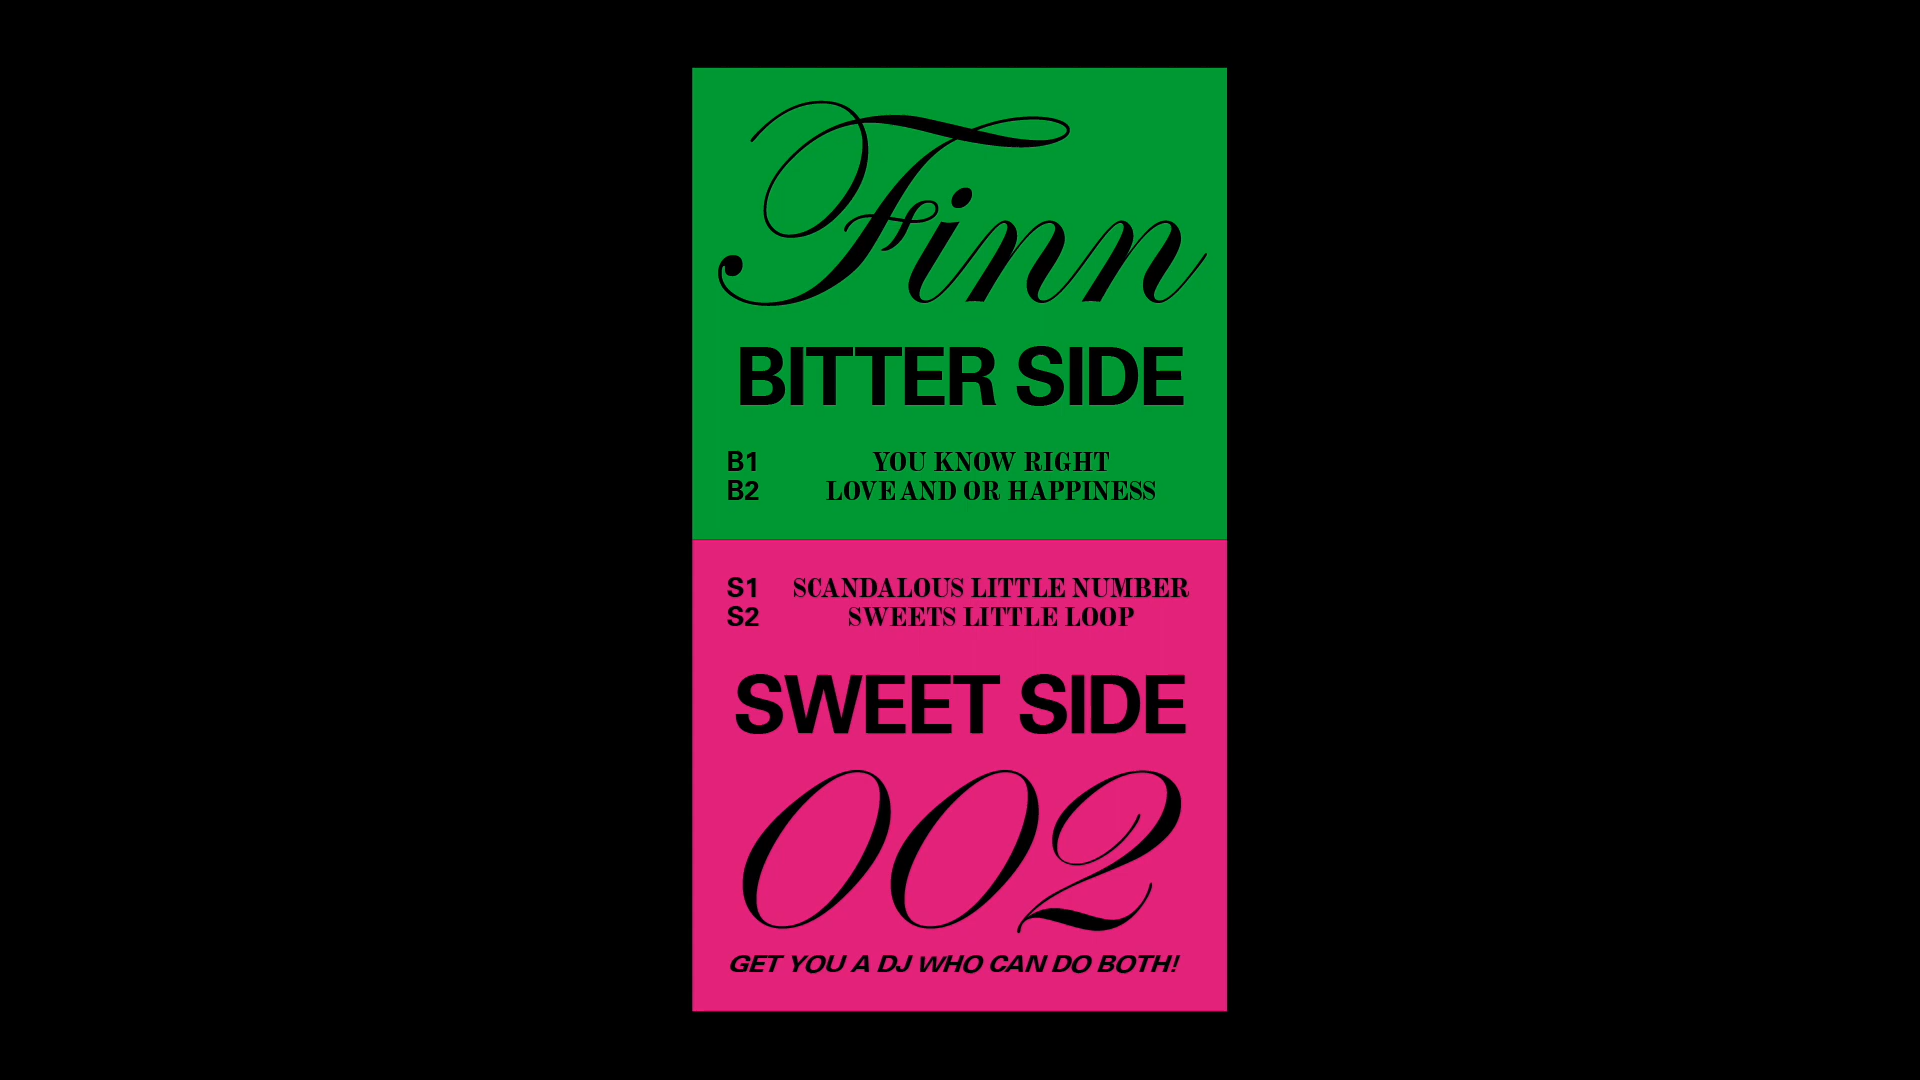 Finn
BITTER SIDE
B1 YOU KNOW RIGHT
B2 LOVE AND OR HAPPINESS
S1 SCANDALOUS LITTLE NUMBER
S2 SWEETS LITTLE LOOP
SWEET SIDE
002
GET YOU A DJ WHO CAN DO BOTH!